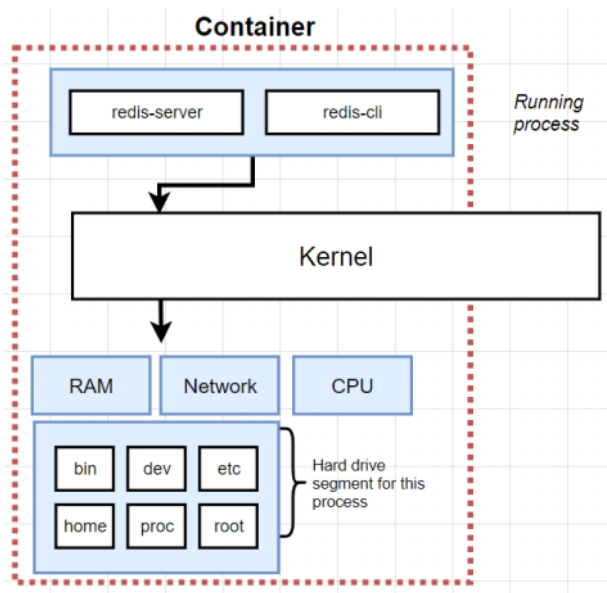 Container
redis-server
redis-cli
Running
process
Kernel
RAM
Network
CPU
bin
dev
etc
home
proc
root
Hard drive
segment for this
process